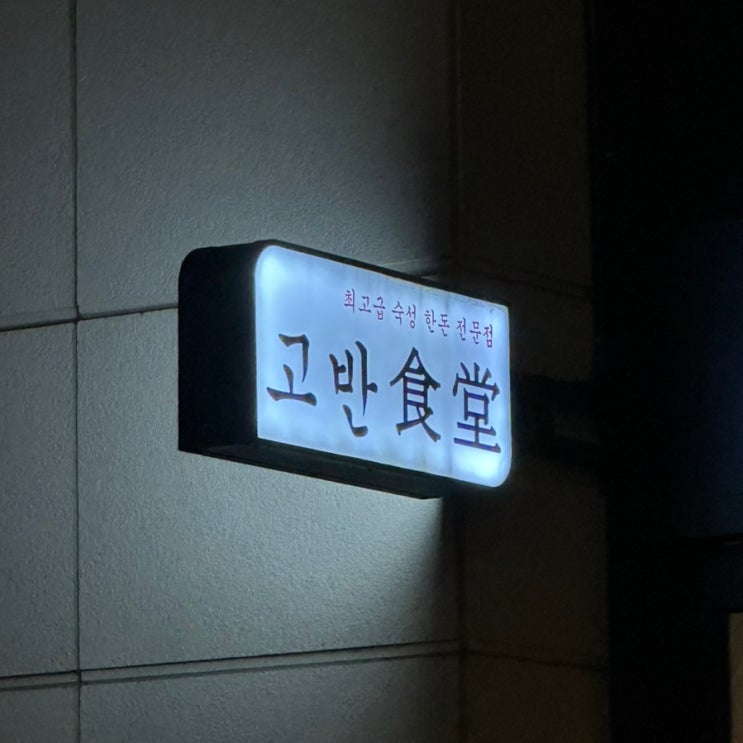 최고급 숙성 한돈 전문점
고반食堂